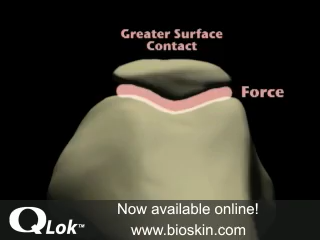 Greater Surface
Contact
Force
Now available online!
QLok™
www.bioskin.com